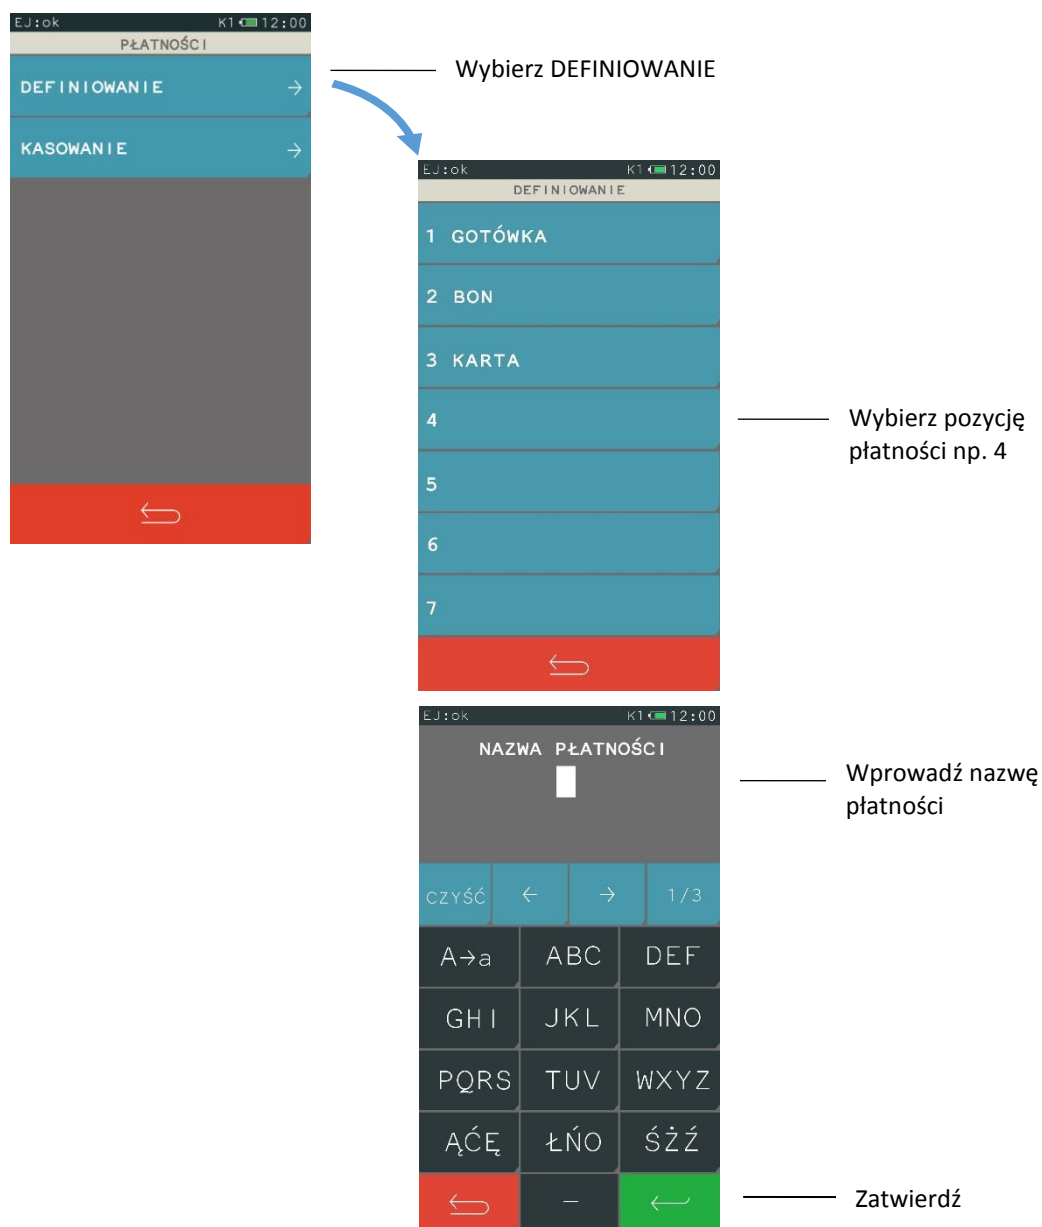 EJ:ok K1 12:00
PŁATNOŚCI
DEFINIOWANIE →
KASOWANIE →
Wybierz DEFINIOWANIE
EJ:ok K1 12:00
DEFINIOWANIE
1 GOTÓWKA
2 BON
3 KARTA
4
5
6
7
Wybierz pozycję
płatności np. 4
EJ:ok K1 12:00
NAZWA PŁATNOŚCI
Wprowadź nazwę
płatności
CZYŚĆ ← → 1/3
A→a ABC DEF
GHI JKL MNO
PQRS TUV WXYZ
ĄĆĘ ŁŃO ŚŻŹ
–
Zatwierdź